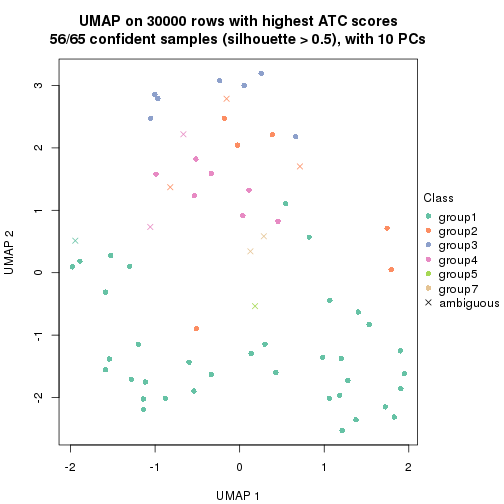 UMAP on 30000 rows with highest ATC scores
56/65 confident samples (silhouette > 0.5), with 10 PCs
3
2
1
0
-1
-2
UMAP 2
-2
-1
0
1
2
UMAP 1
Class
group1
group2
group3
group4
group5
group7
ambiguous